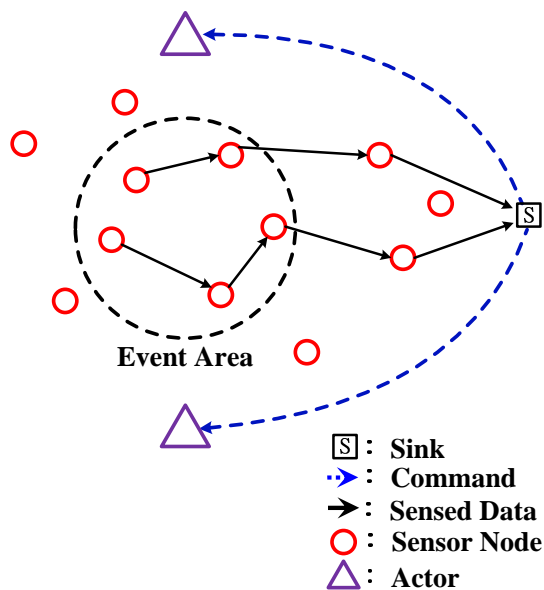 S
Event Area
S : Sink
: Command
: Sensed Data
: Sensor Node
: Actor